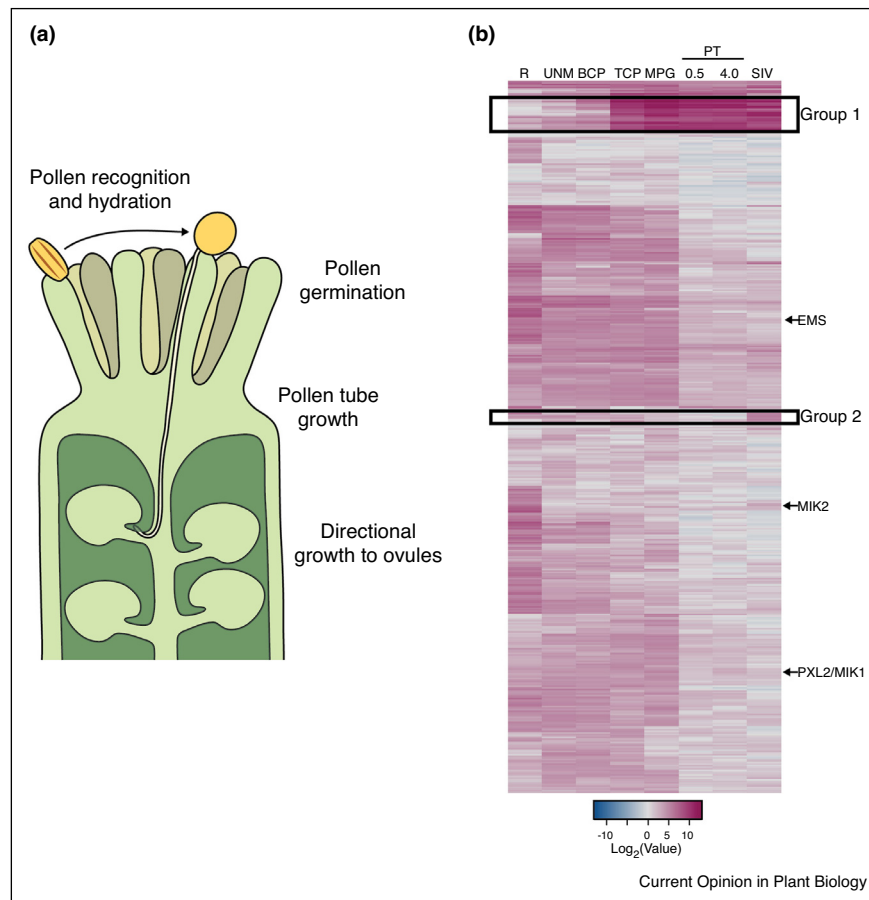 (a)
Pollen recognition
and hydration
Pollen
germination
Pollen tube
growth
Directional
growth to ovules
(b)
PT
R UNM BCP TCP MPG 0.5 4.0 SIV
Group 1
EMS
Group 2
MIK2
PXL2/MIK1
-10 -5 0 5 10
Log2(Value)
Current Opinion in Plant Biology